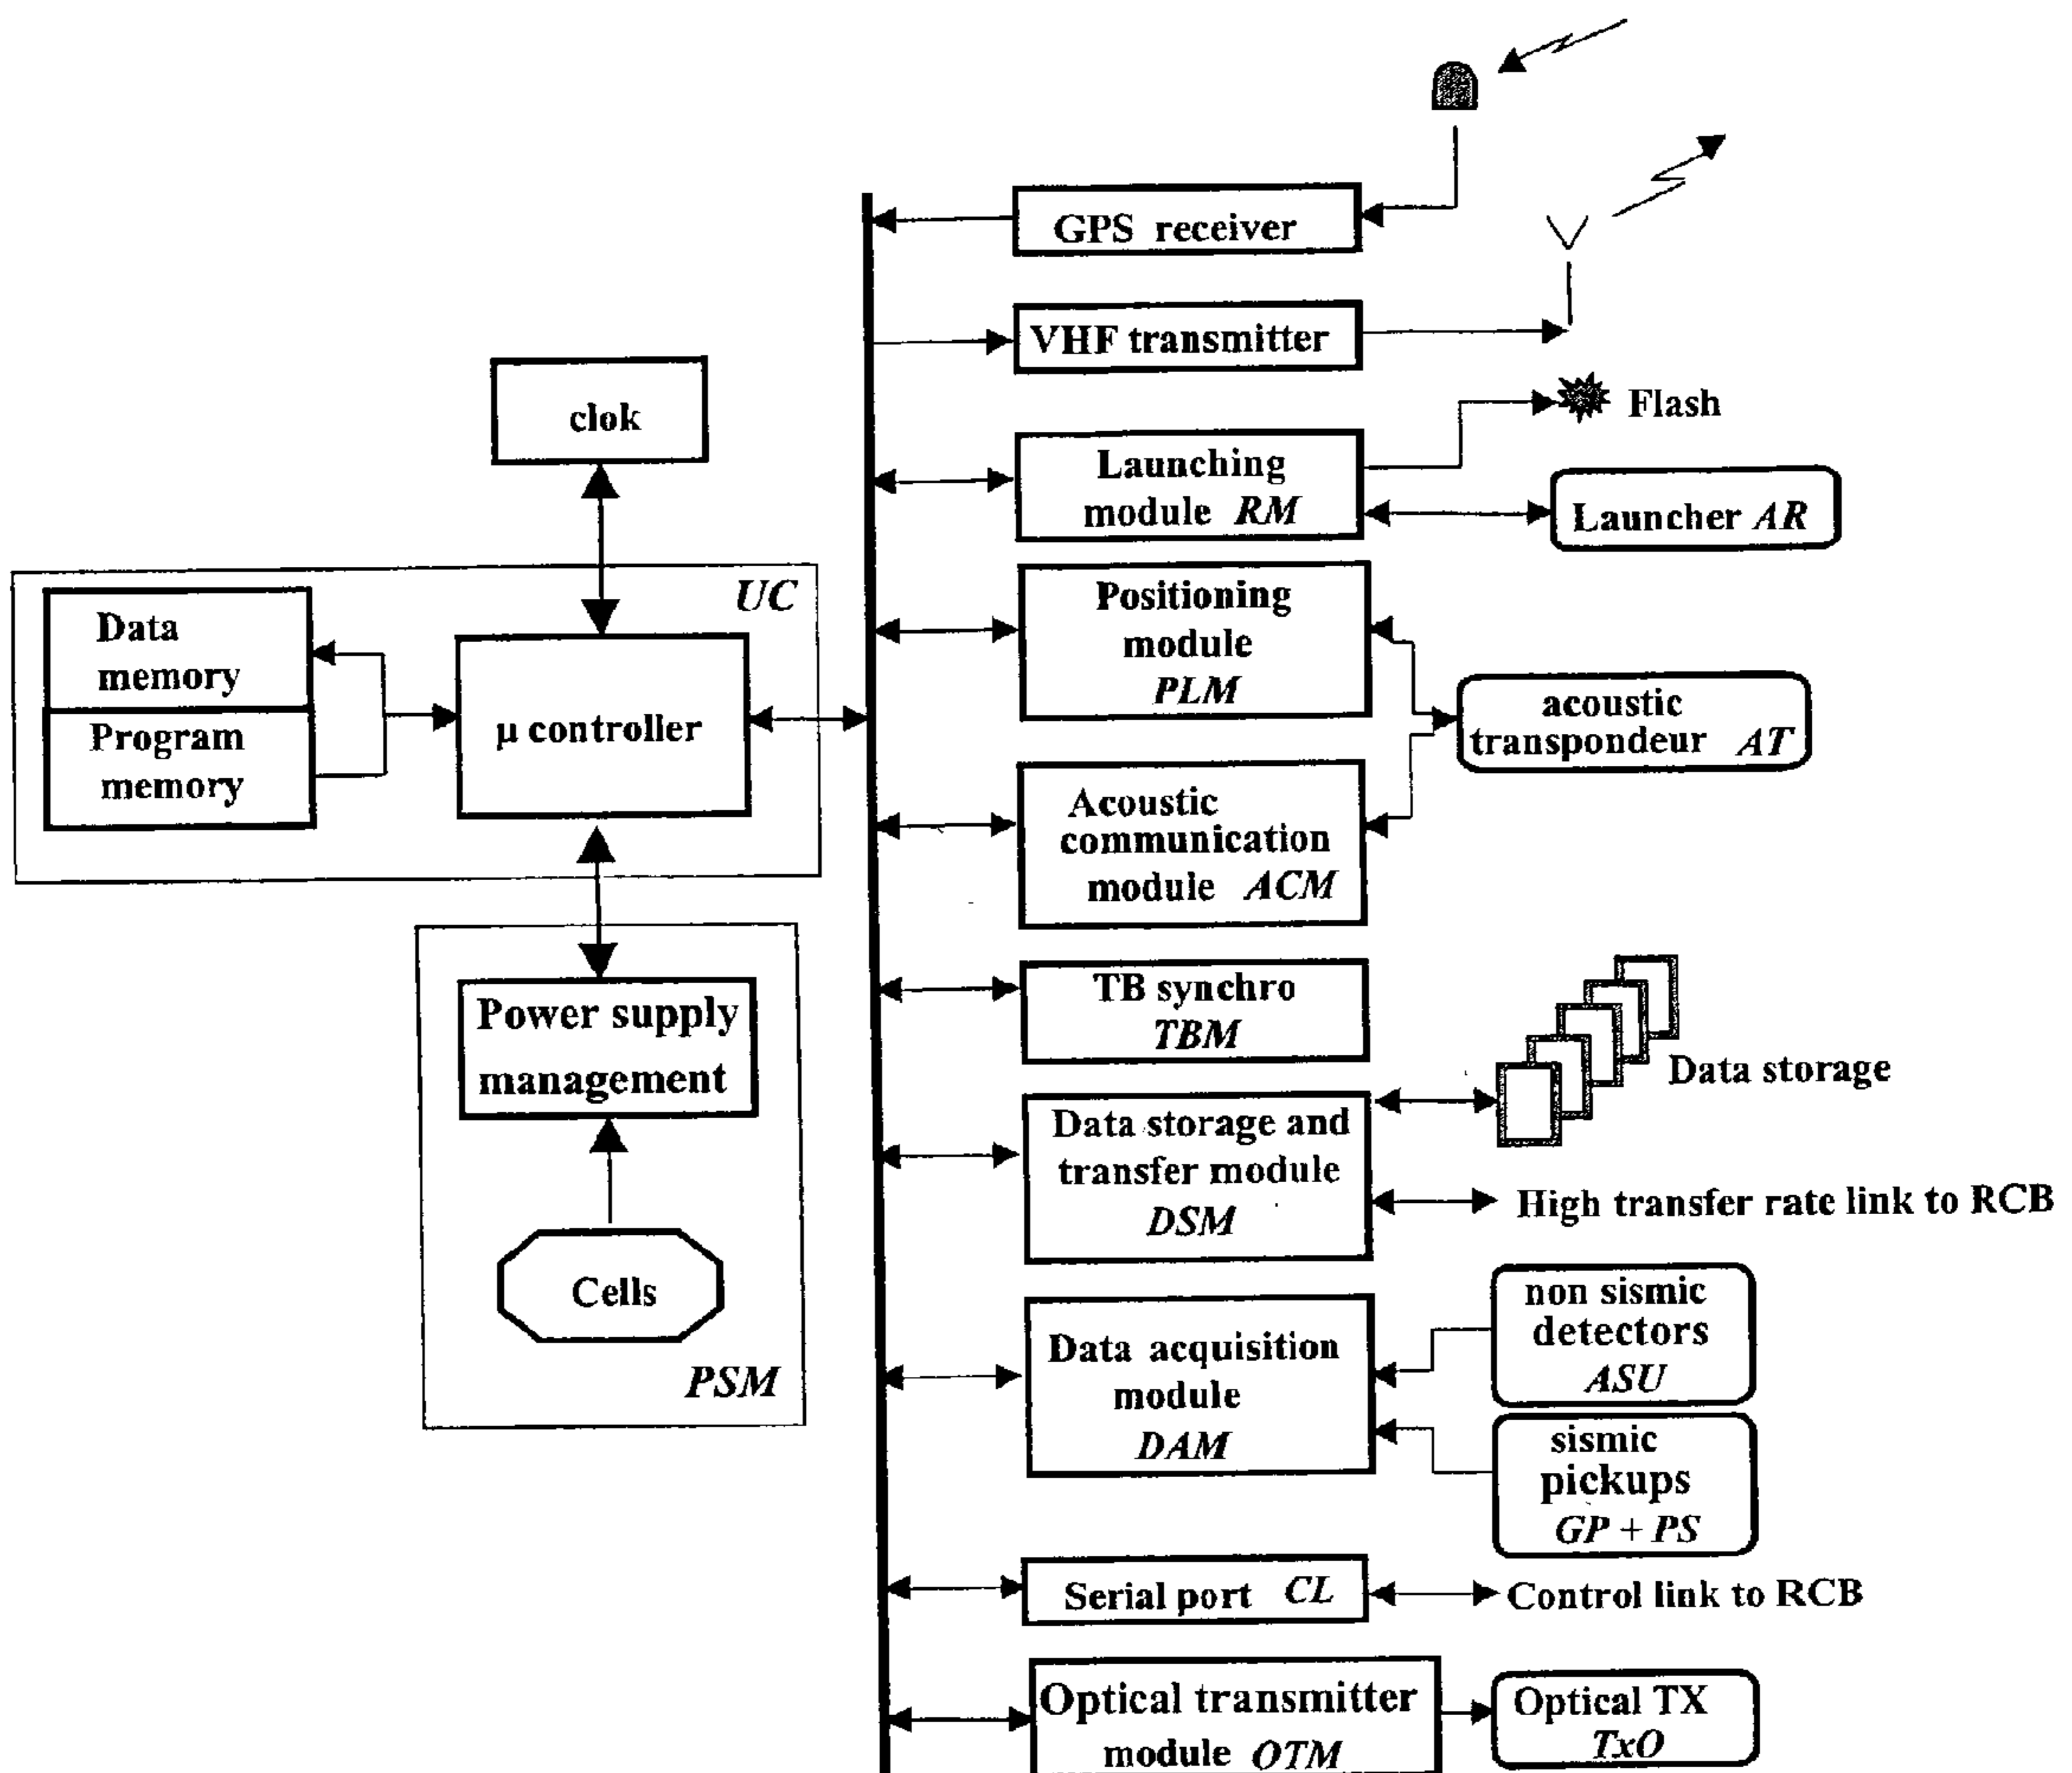 GPS receiver
VHF transmitter
Flash
clok
Launching
module RM
Launcher AR
UC
Data
memory
Program
memory
μ controller
Positioning
module
PLM
acoustic
transpondeur AT
Acoustic
communication
module ACM
Power supply
management
Cells
PSM
TB synchro
TBM
Data storage
Data storage and
transfer module
DSM
High transfer rate link to RCB
non sismic
detectors
ASU
Data acquisition
module
DAM
sismic
pickups
GP + PS
Serial port CL
Control link to RCB
Optical transmitter
module OTM
Optical TX
TxO